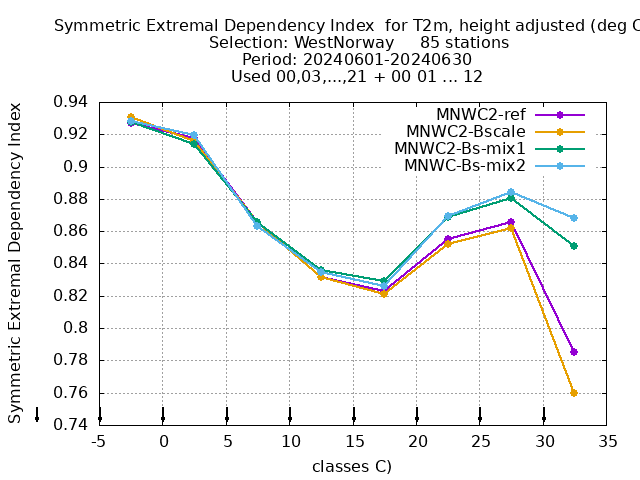 Symmetric Extremal Dependency Index  for T2m, height adjusted (deg C
Selection: WestNorway     85 stations
Period: 20240601-20240630
Used 00,03,...,21 + 00 01 ... 12
Symmetric Extremal Dependency Index
0.94
0.92
0.9
0.88
0.86
0.84
0.82
0.8
0.78
0.76
0.74
MNWC2-ref
MNWC2-Bscale
MNWC2-Bs-mix1
MNWC-Bs-mix2
-5 0 5 10 15 20 25 30 35
classes C)